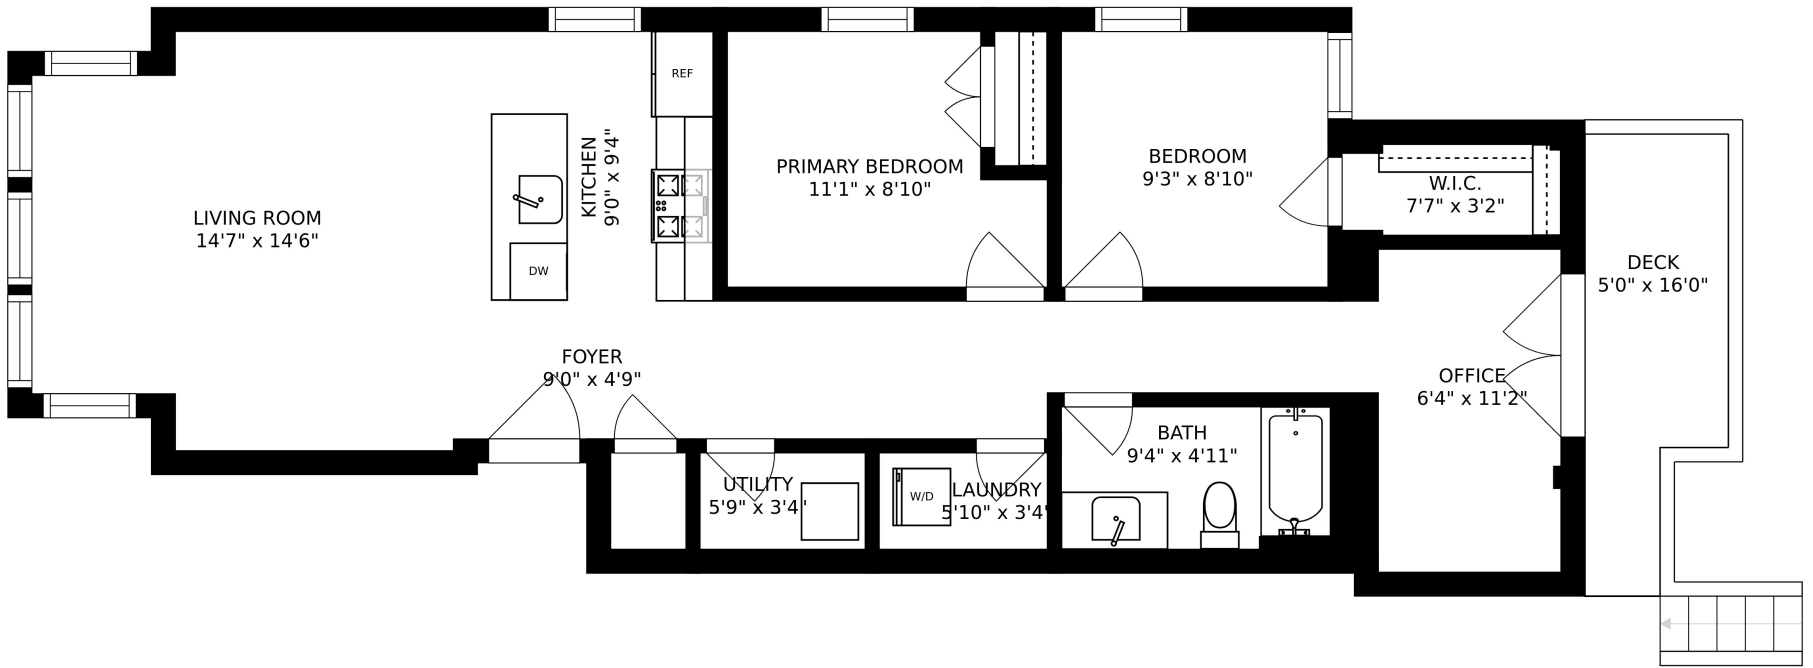 REF
KITCHEN
9'0" x 9'4"
LIVING ROOM
14'7" x 14'6"
DW
PRIMARY BEDROOM
11'1" x 8'10"
BEDROOM
9'3" x 8'10"
W.I.C.
7'7" x 3'2"
DECK
5'0" x 16'0"
FOYER
9'0" x 4'9"
OFFICE
6'4" x 11'2"
BATH
9'4" x 4'11"
UTILITY
5'9" x 3'4"
W/D
LAUNDRY
5'10" x 3'4"